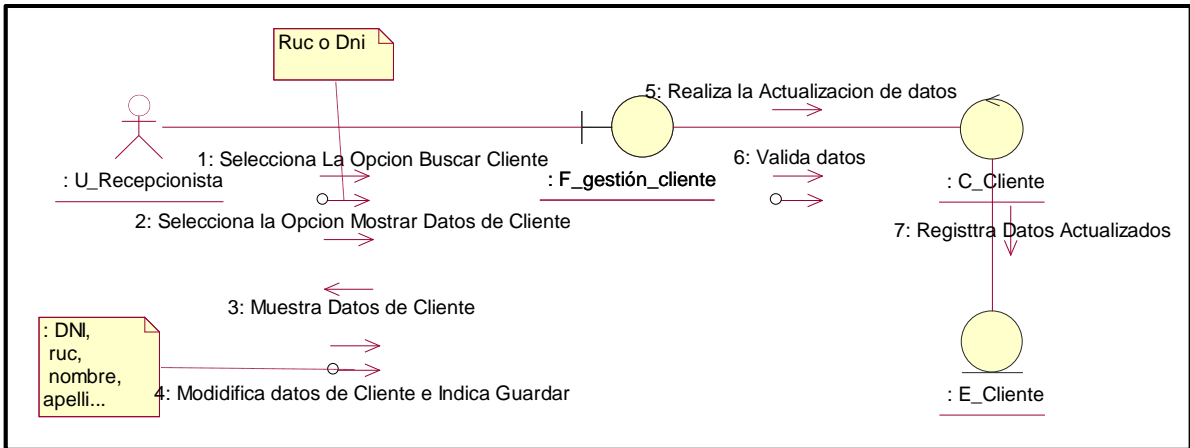 Ruc o Dni
5: Realiza la Actualizacion de datos
1: Selecciona La Opcion Buscar Cliente
6: Valida datos
: U_Recepcionista
: F_gestión_cliente
: C_Cliente
2: Selecciona la Opcion Mostrar Datos de Cliente
7: Registtra Datos Actualizados
3: Muestra Datos de Cliente
: DNI,
ruc,
nombre,
apelli...
4: Modidifica datos de Cliente e Indica Guardar
: E_Cliente